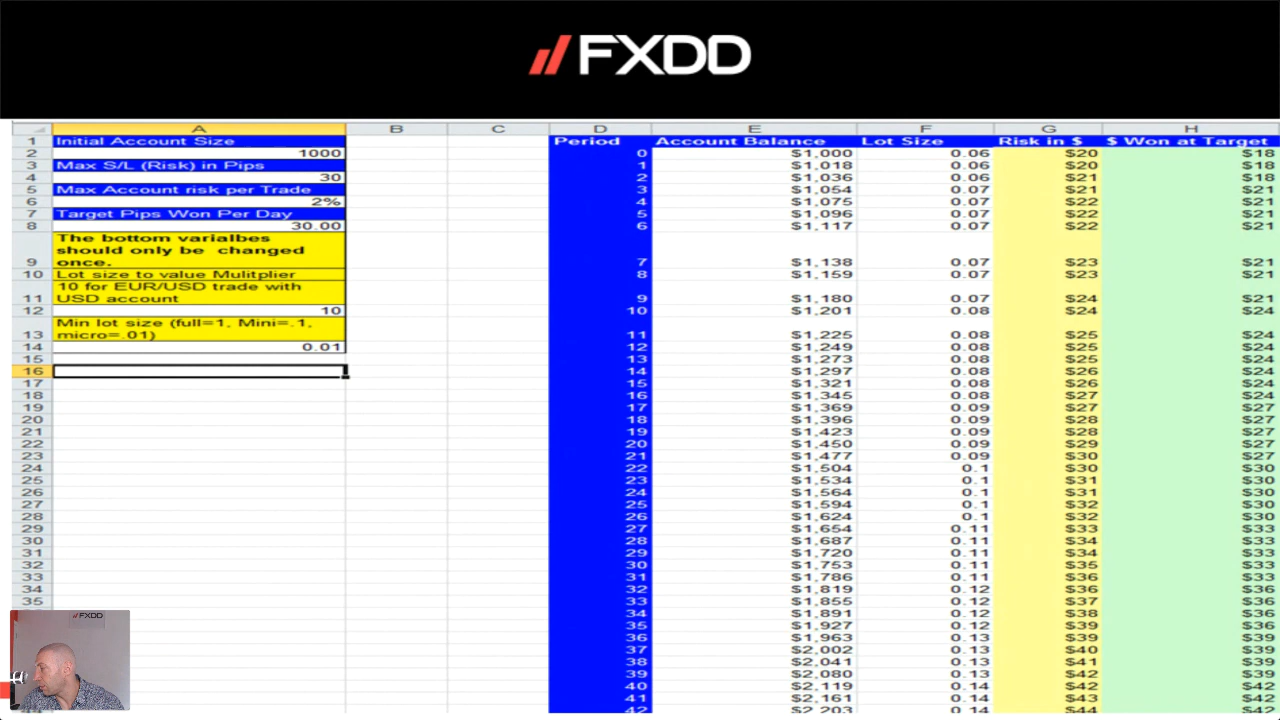 FXDD
A B C D E F G H
1 Initial Account Size Period Account Balance Lot Size Risk in $ $ Won at Target
2 1000 0 $1,000 0.06 $20 $18
3 Max S/L (Risk) in Pips 1 $1,018 0.06 $20 $18
4 30 2 $1,036 0.06 $21 $18
5 Max Account risk per Trade 3 $1,054 0.07 $21 $21
6 2% 4 $1,075 0.07 $22 $21
7 Target Pips Won Per Day 5 $1,096 0.07 $22 $21
8 30.00 6 $1,117 0.07 $22 $21
The bottom varialbes
should only be changed
9 once. 7 $1,138 0.07 $23 $21
10 Lot size to value Mulitplier 8 $1,159 0.07 $23 $21
10 for EUR/USD trade with
11 USD account 9 $1,180 0.07 $24 $21
12 10 10 $1,201 0.08 $24 $24
Min lot size (full=1, Mini=.1,
13 micro=.01) 11 $1,225 0.08 $25 $24
14 0.01 12 $1,249 0.08 $25 $24
15 13 $1,273 0.08 $25 $24
16 14 $1,297 0.08 $26 $24
17 15 $1,321 0.08 $26 $24
18 16 $1,345 0.08 $27 $24
19 17 $1,369 0.09 $27 $27
20 18 $1,396 0.09 $28 $27
21 19 $1,423 0.09 $28 $27
22 20 $1,450 0.09 $29 $27
23 21 $1,477 0.09 $30 $27
24 22 $1,504 0.1 $30 $30
25 23 $1,534 0.1 $31 $30
26 24 $1,564 0.1 $31 $30
27 25 $1,594 0.1 $32 $30
28 26 $1,624 0.1 $32 $30
29 27 $1,654 0.11 $33 $33
30 28 $1,687 0.11 $34 $33
31 29 $1,720 0.11 $34 $33
32 30 $1,753 0.11 $35 $33
33 31 $1,786 0.11 $36 $33
34 32 $1,819 0.12 $36 $36
35 33 $1,855 0.12 $37 $36
34 $1,891 0.12 $38 $36
35 $1,927 0.12 $39 $36
36 $1,963 0.13 $39 $39
37 $2,002 0.13 $40 $39
38 $2,041 0.13 $41 $39
39 $2,080 0.13 $42 $39
40 $2,119 0.14 $42 $42
41 $2,161 0.14 $43 $42
42 $2,203 0.14 $44 $42
FXDD